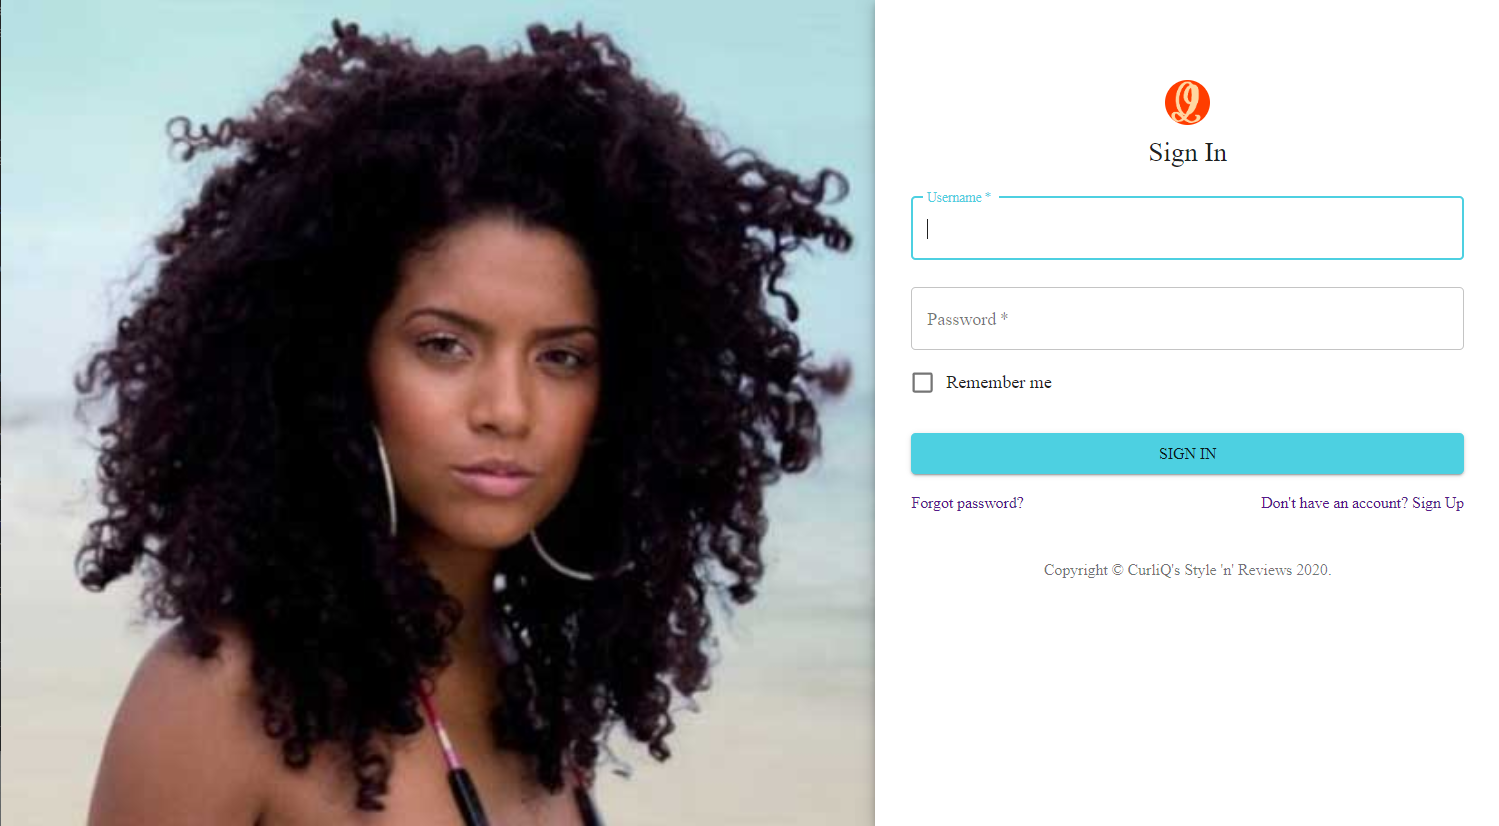 Q
Sign In
Username *
Password *
Remember me
SIGN IN
Forgot password?
Don't have an account? Sign Up
Copyright © CurliQ's Style 'n' Reviews 2020.